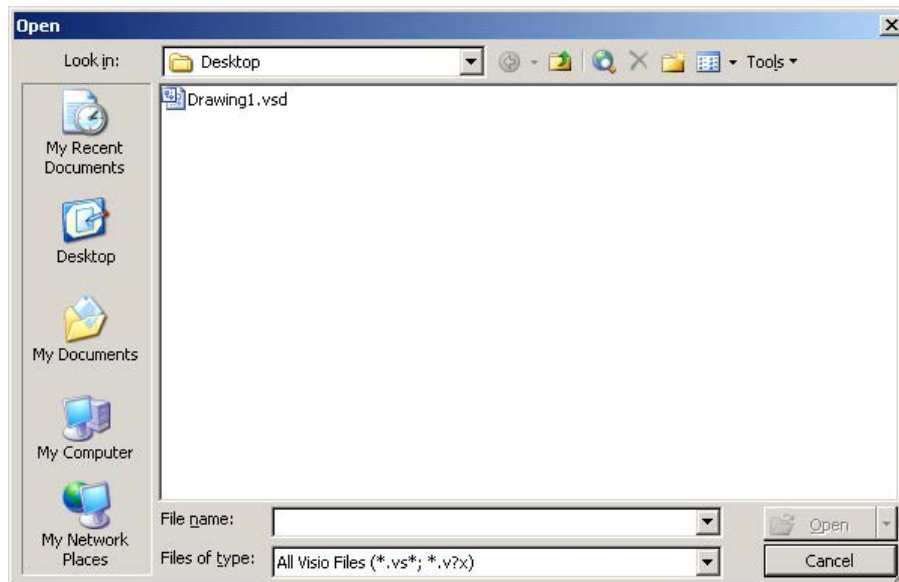 Open
Look in:
Desktop
Tools
Drawing1.vsd
My Recent
Documents
Desktop
My Documents
My Computer
My Network
Places
File name:
Open
Files of type:
All Visio Files (*.vs*; *.v?x)
Cancel